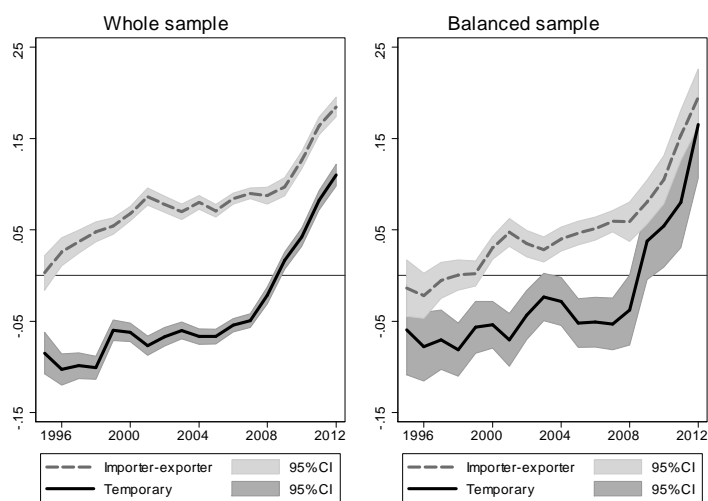 Whole sample
Balanced sample
.25
.15
.05
-.05
-.15
1996 2000 2004 2008 2012
.25
.15
.05
-.05
-.15
1996 2000 2004 2008 2012
Importer-exporter 95%CI
Temporary 95%CI
Importer-exporter 95%CI
Temporary 95%CI